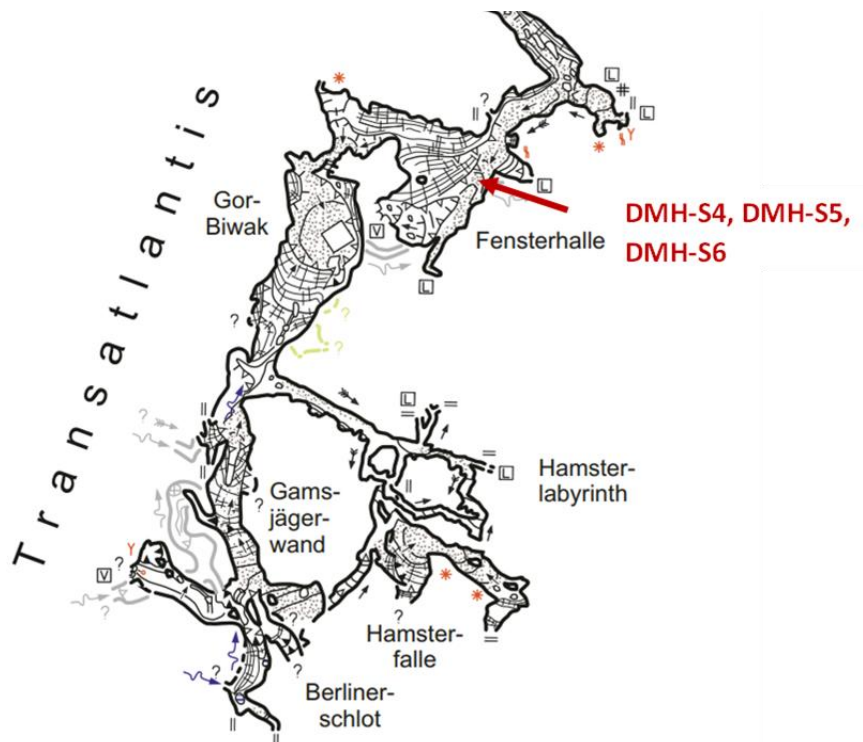 Transatlantis
Gor-
Biwak
Fensterhalle
DMH-S4, DMH-S5,
DMH-S6
Hamster-
labyrinth
Gams-
jäger-
wand
Hamster-
falle
Berliner-
schlot